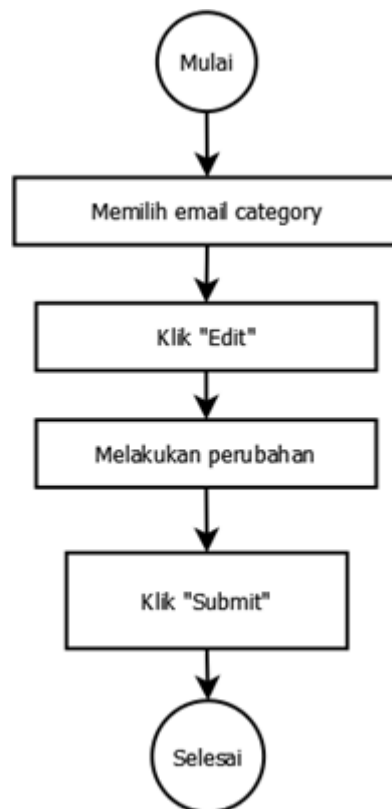 Mulai
Memilih email category
Klik "Edit"
Melakukan perubahan
Klik "Submit"
Selesai